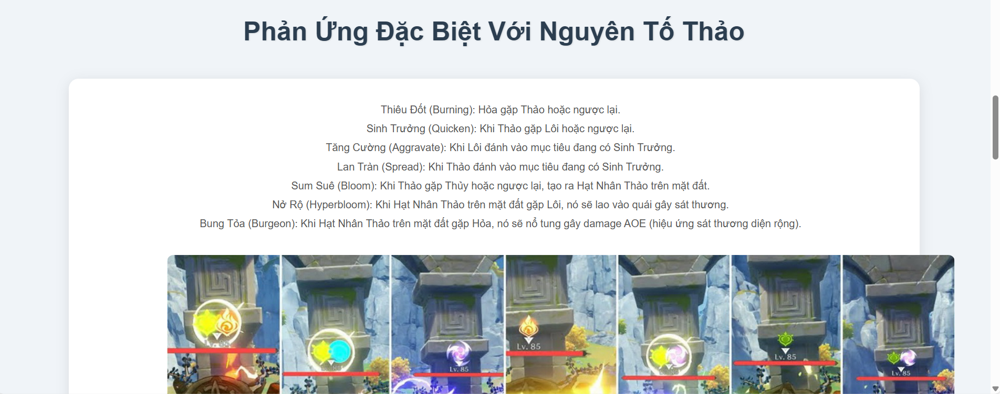 Phản Ứng Đặc Biệt Với Nguyên Tố Thảo
Thiêu Đốt (Burning): Hỏa gặp Thảo hoặc ngược lại.
Sinh Trưởng (Quicken): Khi Thảo gặp Lôi hoặc ngược lại.
Tăng Cường (Aggravate): Khi Lôi đánh vào mục tiêu đang có Sinh Trưởng.
Lan Tràn (Spread): Khi Thảo đánh vào mục tiêu đang có Sinh Trưởng.
Sum Suê (Bloom): Khi Thảo gặp Thủy hoặc ngược lại, tạo ra Hạt Nhân Thảo trên mặt đất.
Nở Rộ (Hyperbloom): Khi Hạt Nhân Thảo trên mặt đất gặp Lôi, nó sẽ lao vào quái gây sát thương.
Bung Tỏa (Burgeon): Khi Hạt Nhân Thảo trên mặt đất gặp Hỏa, nó sẽ nổ tung gây damage AOE (hiệu ứng sát thương diện rộng).
Lv. 85
Lv. 85
Lv. 85
Lv. 85